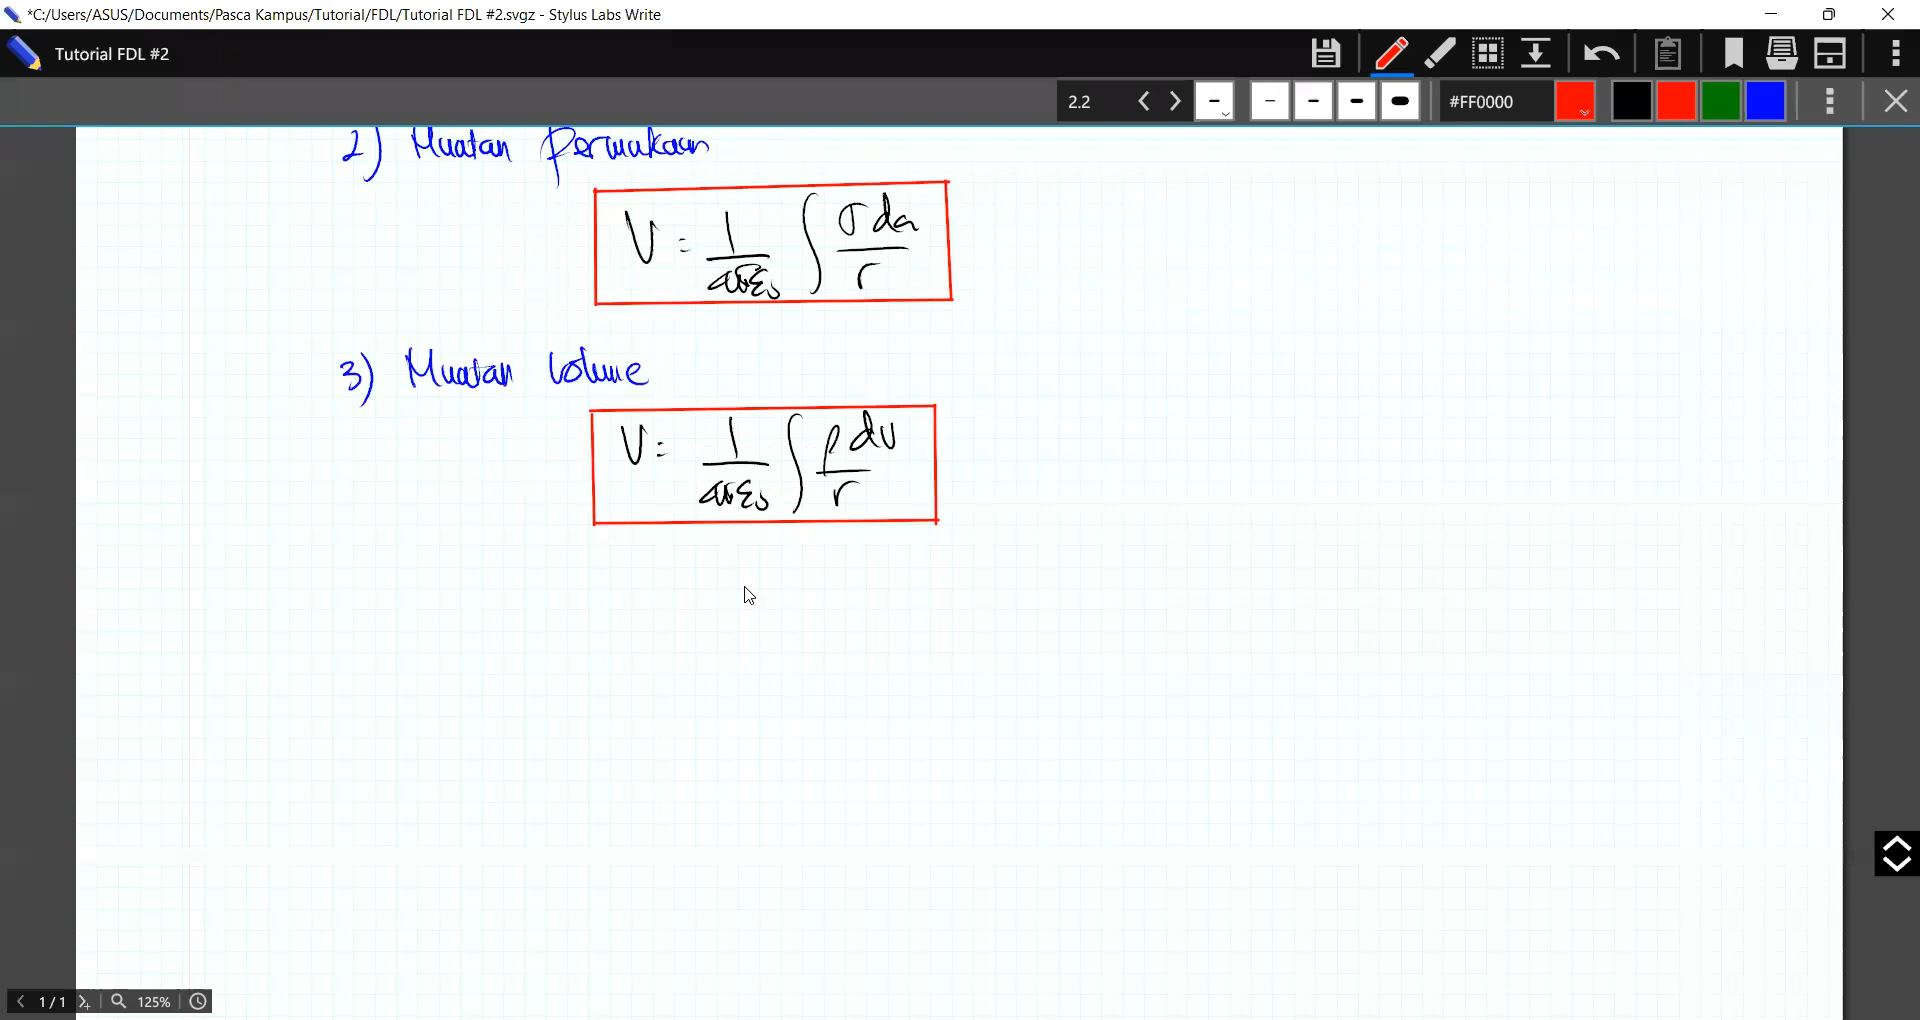 *C:/Users/ASUS/Documents/Pasca Kampus/Tutorial/FDL/Tutorial FDL #2.svgz - Stylus Labs Write
Tutorial FDL #2
2.2
#FF0000
2) Muatan permukaan
V = 1/4πε₀ ∫ σ da / r
3) Muatan Volume
V = 1/4πε₀ ∫ ρ dv / r
1 / 1
125%